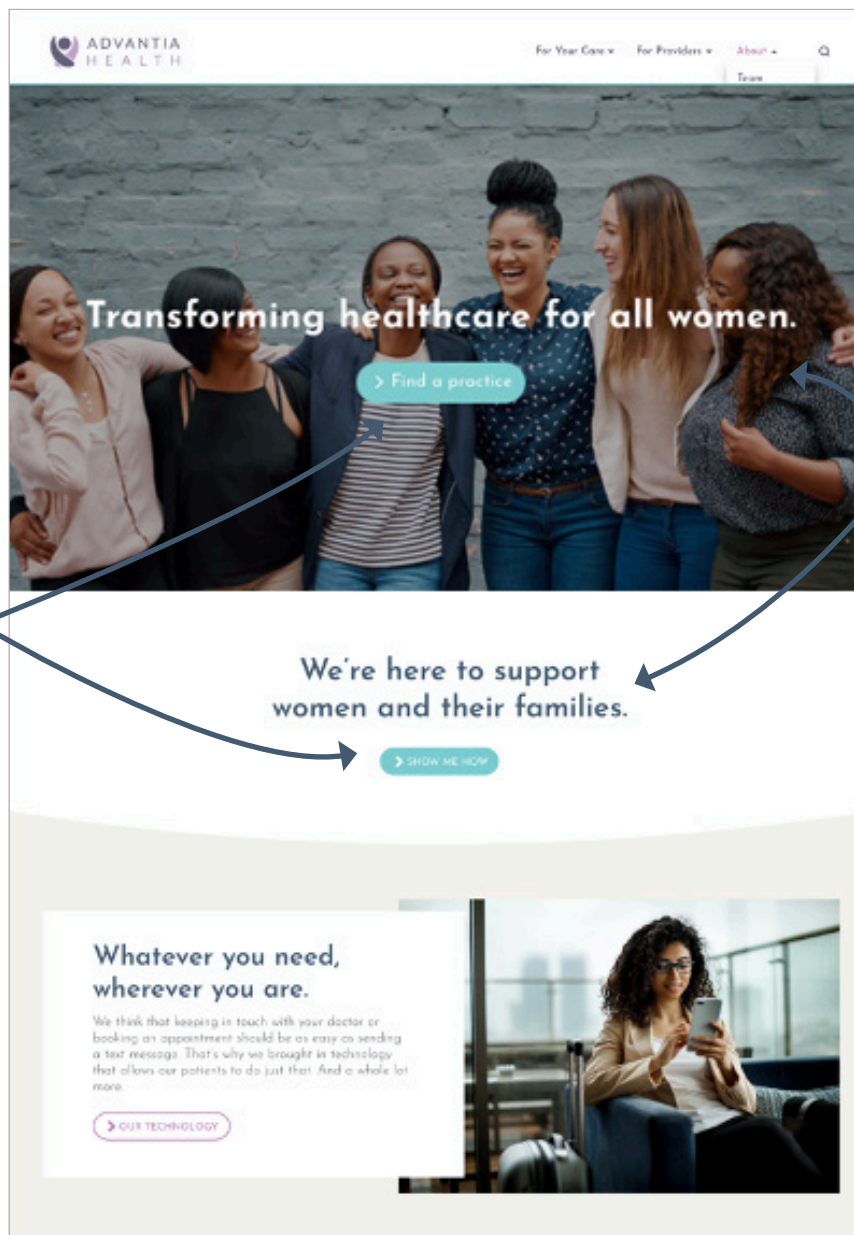 ADVANTIA
HEALTH
For Your Care
For Providers
About
Team
Transforming healthcare for all women.
Find a practice
We're here to support
women and their families.
SHOW ME HOW
Whatever you need,
wherever you are.
We think that keeping in touch with your doctor or
booking an appointment should be as easy as sending
a text message. That's why we brought in technology
that allows our patients to do just that. And a whole lot
more.
OUR TECHNOLOGY